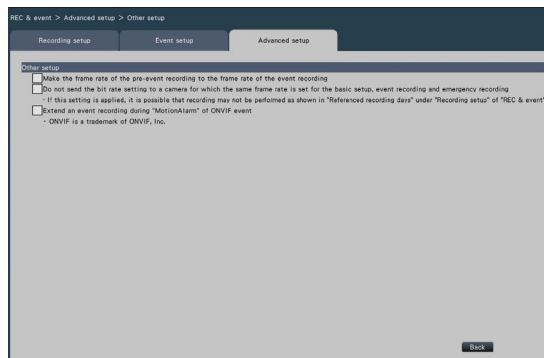 REC & event > Advanced setup > Other setup
Recording setup
Event setup
Advanced setup
Other setup
Make the frame rate of the pre-event recording to the frame rate of the event recording
Do not send the bit rate setting to a camera for which the same frame rate is set for the basic setup, event recording and emergency recording
· If this setting is applied, it is possible that recording may not be performed as shown in "Referenced recording days" under "Recording setup" of "REC & event"
Extend an event recording during "MotionAlarm" of ONVIF event
· ONVIF is a trademark of ONVIF, Inc.
Back